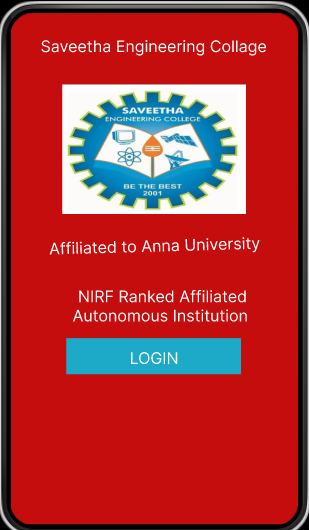 Saveetha Engineering Collage
SAVEETHA
ENGINEERING COLLEGE
BE THE BEST
2001
Affiliated to Anna University
NIRF Ranked Affiliated
Autonomous Institution
LOGIN